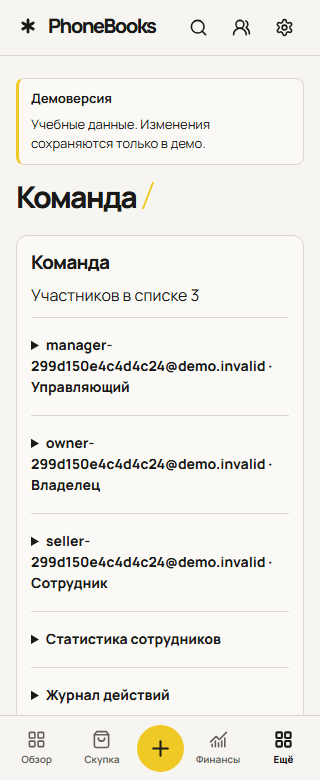 PhoneBooks
Демоверсия
Учебные данные. Изменения
сохраняются только в демо.
Команда
Команда
Участников в списке 3
manager-
299d150e4c4d4c24@demo.invalid ·
Управляющий
owner-
299d150e4c4d4c24@demo.invalid ·
Владелец
seller-
299d150e4c4d4c24@demo.invalid ·
Сотрудник
Статистика сотрудников
Журнал действий
Обзор
Скупка
Финансы
Ещё